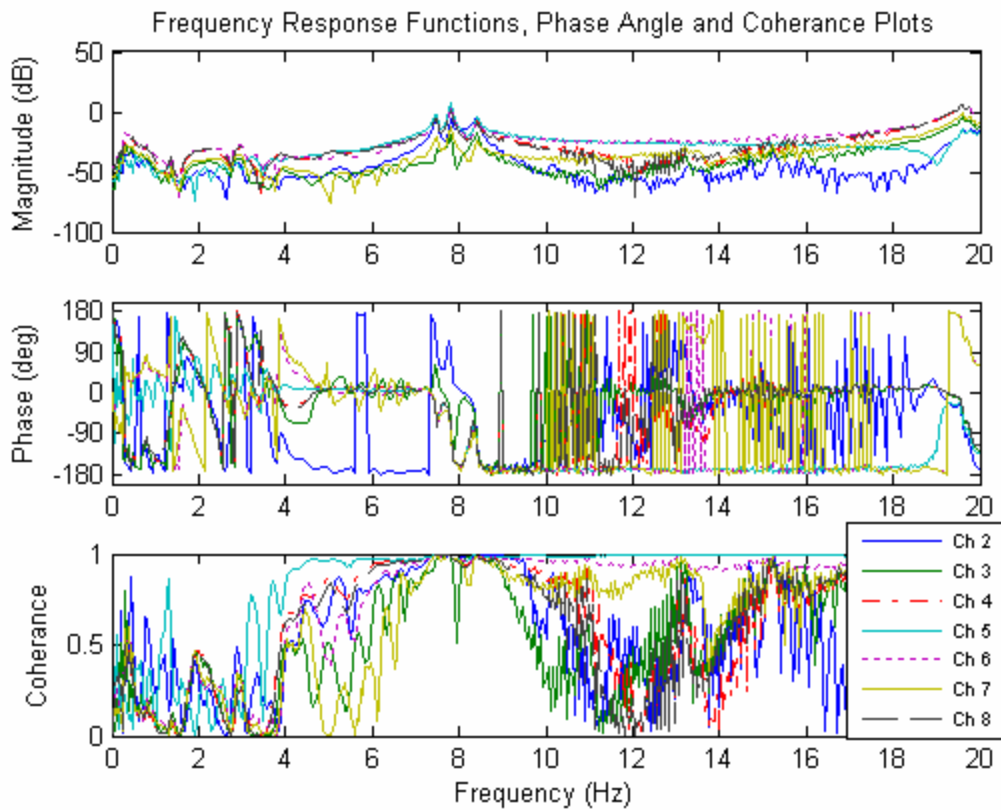 Frequency Response Functions, Phase Angle and Coherance Plots
50
0
-50
-100
Magnitude (dB)
0 2 4 6 8 10 12 14 16 18 20
180
90
0
-90
-180
Phase (deg)
0 2 4 6 8 10 12 14 16 18 20
1
0.5
0
Coherance
0 2 4 6 8 10 12 14 16 18 20
Frequency (Hz)
Ch 2
Ch 3
Ch 4
Ch 5
Ch 6
Ch 7
Ch 8